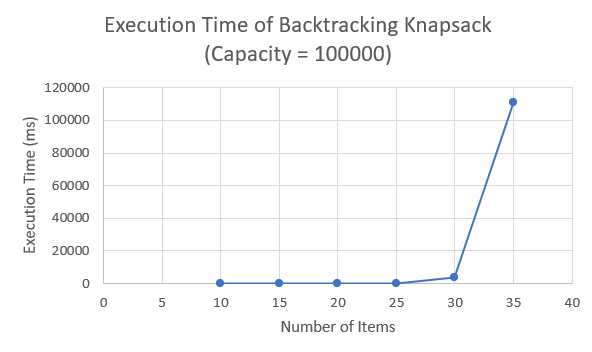 Execution Time of Backtracking Knapsack
(Capacity = 100000)
Execution Time (ms)
120000
100000
80000
60000
40000
20000
0
0 5 10 15 20 25 30 35 40
Number of Items